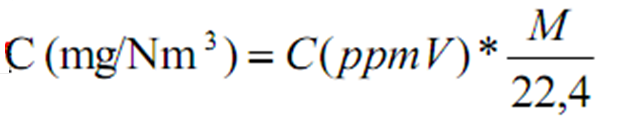 C (mg/Nm³) = C(ppmV) * M / 22,4